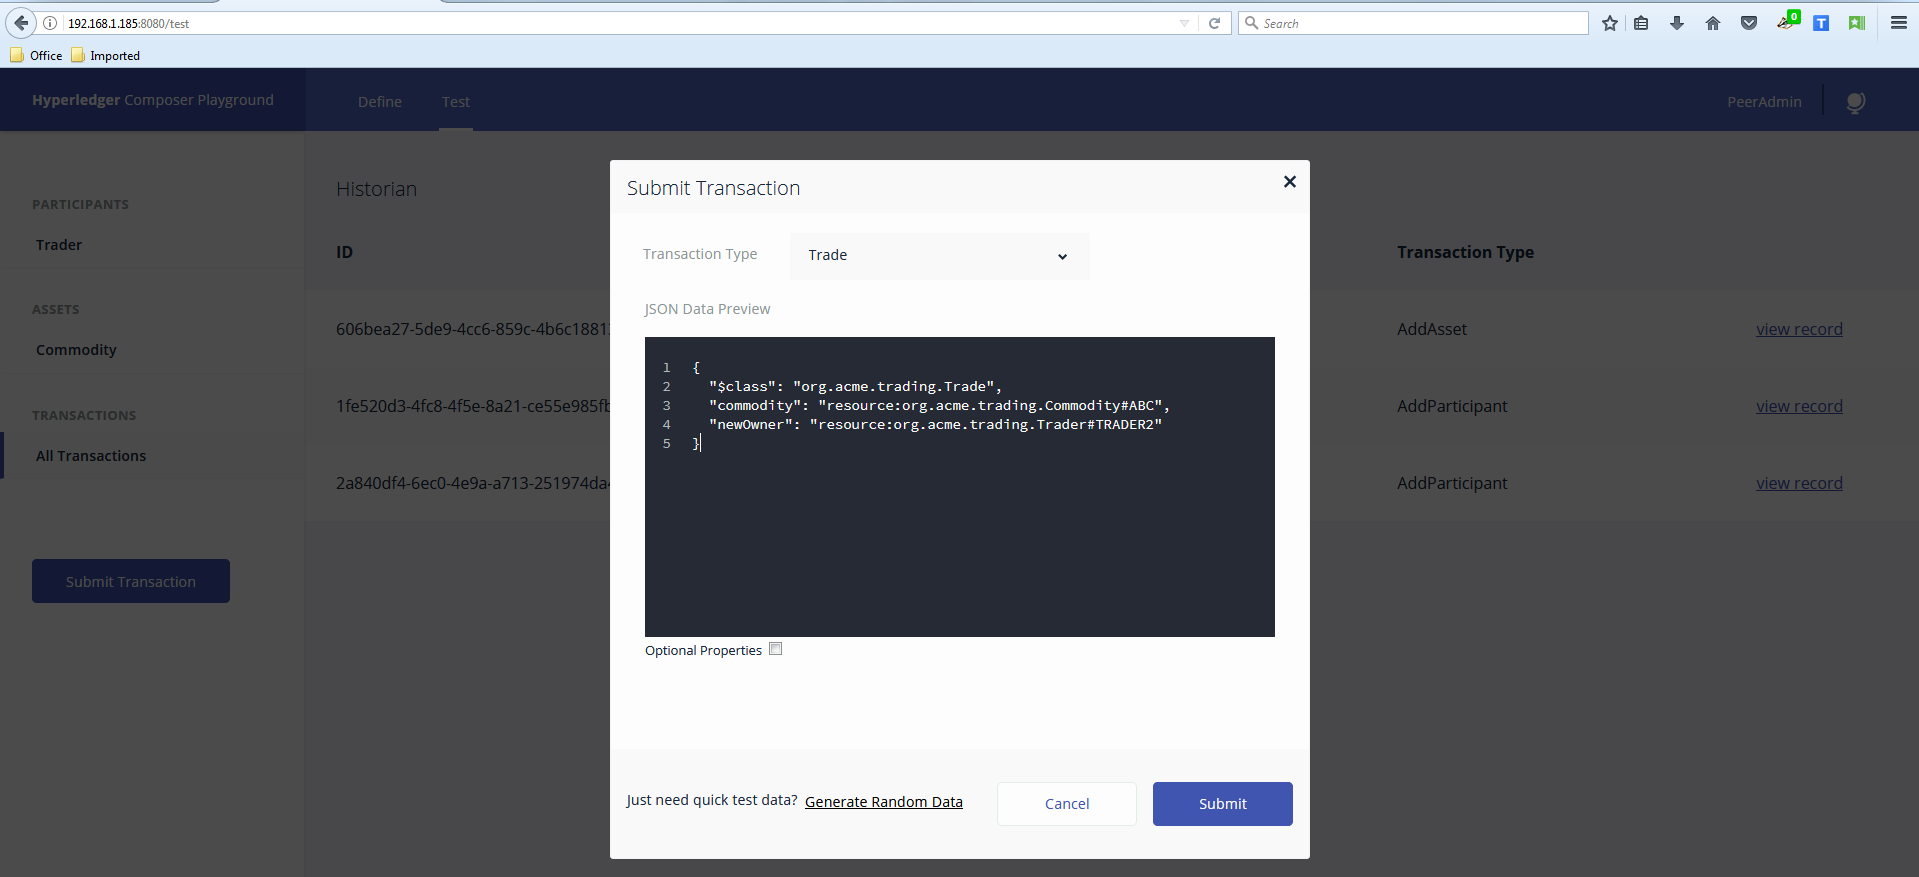 192.168.1.185:8080/test
Search
0
T
Office Imported
Hyperledger Composer Playground
Define Test
PeerAdmin
PARTICIPANTS
Trader
ASSETS
Commodity
TRANSACTIONS
All Transactions
Submit Transaction
Historian
ID
Transaction Type
AddAsset view record
AddParticipant view record
AddParticipant view record
606bea27-5de9-4cc6-859c-4b6c1881
1fe520d3-4fc8-4f5e-8a21-ce55e985fb
2a840df4-6ec0-4e9a-a713-251974da
Submit Transaction
Transaction Type Trade
JSON Data Preview
1 {
2 "$class": "org.acme.trading.Trade",
3 "commodity": "resource:org.acme.trading.Commodity#ABC",
4 "newOwner": "resource:org.acme.trading.Trader#TRADER2"
5 }
Optional Properties
Just need quick test data? Generate Random Data
Cancel
Submit